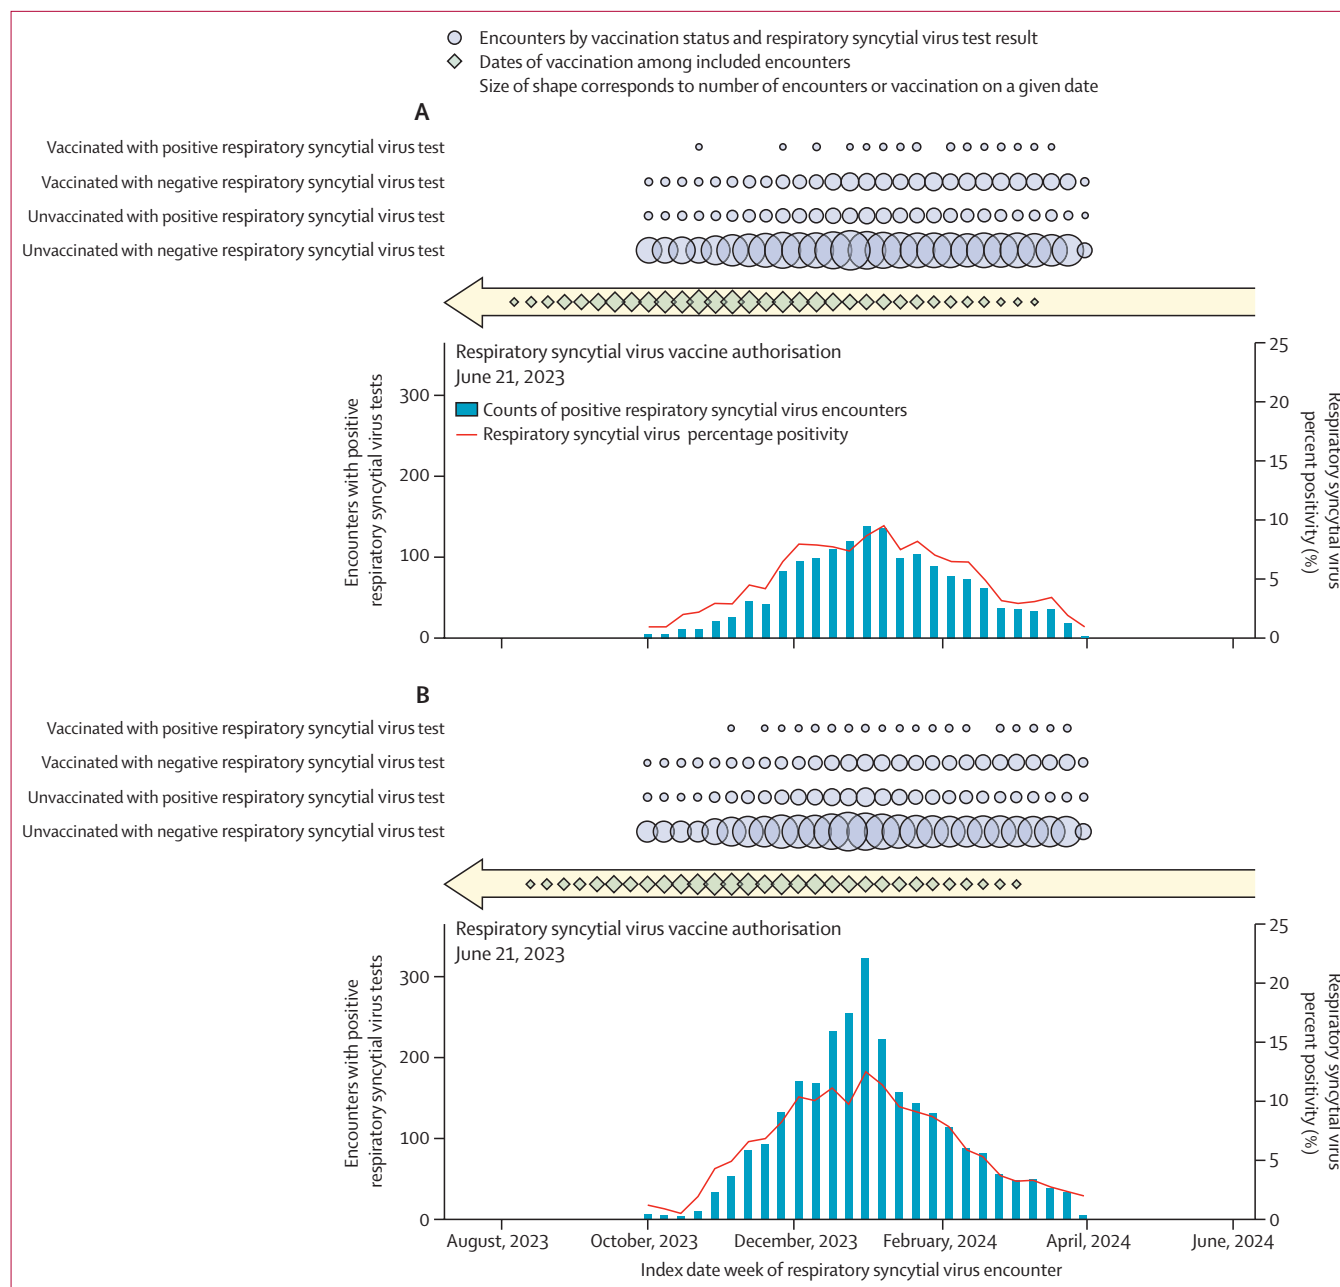 Encounters by vaccination status and respiratory syncytial virus test result
Dates of vaccination among included encounters
Size of shape corresponds to number of encounters or vaccination on a given date
A
Vaccinated with positive respiratory syncytial virus test
Vaccinated with negative respiratory syncytial virus test
Unvaccinated with positive respiratory syncytial virus test
Unvaccinated with negative respiratory syncytial virus test
Respiratory syncytial virus vaccine authorisation
June 21, 2023
Counts of positive respiratory syncytial virus encounters
Respiratory syncytial virus percentage positivity
Encounters with positive
respiratory syncytial virus tests
300
200
100
0
25
20
15
10
5
0
Respiratory syncytial virus
percent positivity (%)
B
Vaccinated with positive respiratory syncytial virus test
Vaccinated with negative respiratory syncytial virus test
Unvaccinated with positive respiratory syncytial virus test
Unvaccinated with negative respiratory syncytial virus test
Respiratory syncytial virus vaccine authorisation
June 21, 2023
Encounters with positive
respiratory syncytial virus tests
300
200
100
0
25
20
15
10
5
0
Respiratory syncytial virus
percent positivity (%)
August, 2023
October, 2023
December, 2023
February, 2024
April, 2024
June, 2024
Index date week of respiratory syncytial virus encounter